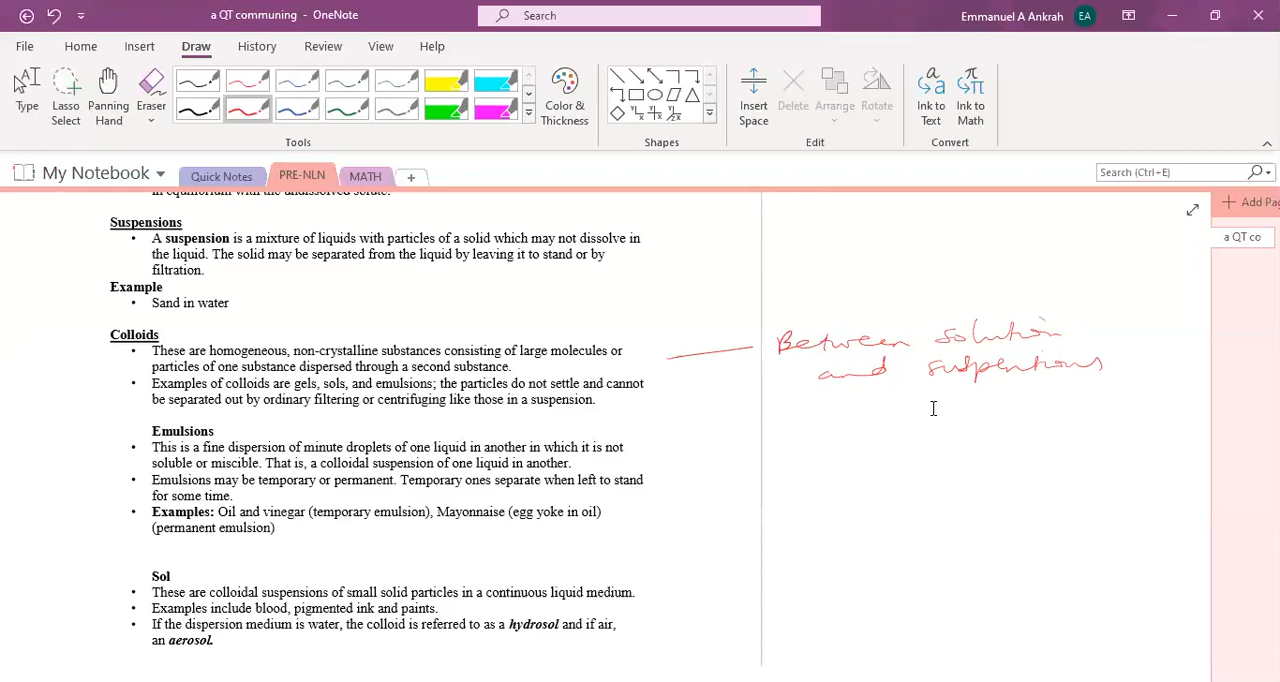 a QT communing - OneNote
Search
Emmanuel A Ankrah
EA
File
Home
Insert
Draw
History
Review
View
Help
Type
Lasso Select
Panning Hand
Eraser
Color & Thickness
Insert Space
Delete
Arrange
Rotate
Ink to Text
Ink to Math
Tools
Shapes
Edit
Convert
My Notebook
Quick Notes
PRE-NLN
MATH
Search (Ctrl+E)
Add Pag
a QT co
in equilibrium with the undissolved solute.
Suspensions
• A suspension is a mixture of liquids with particles of a solid which may not dissolve in
the liquid. The solid may be separated from the liquid by leaving it to stand or by
filtration.
Example
• Sand in water
Colloids
• These are homogeneous, non-crystalline substances consisting of large molecules or
particles of one substance dispersed through a second substance.
• Examples of colloids are gels, sols, and emulsions; the particles do not settle and cannot
be separated out by ordinary filtering or centrifuging like those in a suspension.
Emulsions
• This is a fine dispersion of minute droplets of one liquid in another in which it is not
soluble or miscible. That is, a colloidal suspension of one liquid in another.
• Emulsions may be temporary or permanent. Temporary ones separate when left to stand
for some time.
• Examples: Oil and vinegar (temporary emulsion), Mayonnaise (egg yoke in oil)
(permanent emulsion)
Sol
• These are colloidal suspensions of small solid particles in a continuous liquid medium.
• Examples include blood, pigmented ink and paints.
• If the dispersion medium is water, the colloid is referred to as a hydrosol and if air,
an aerosol.
Between solution
and suspentions